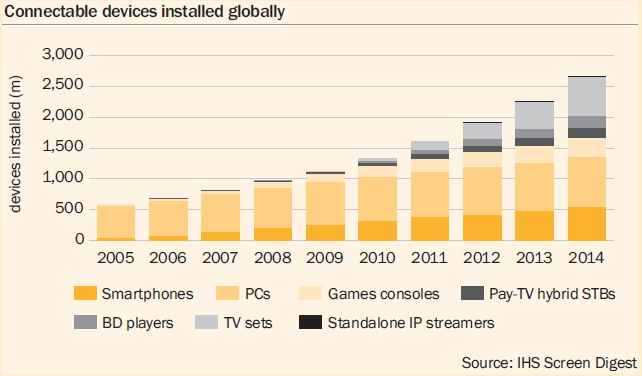 Connectable devices installed globally
devices installed (m)
3,000
2,500
2,000
1,500
1,000
500
0
2005 2006 2007 2008 2009 2010 2011 2012 2013 2014
Smartphones PCs Games consoles Pay-TV hybrid STBs
BD players TV sets Standalone IP streamers
Source: IHS Screen Digest